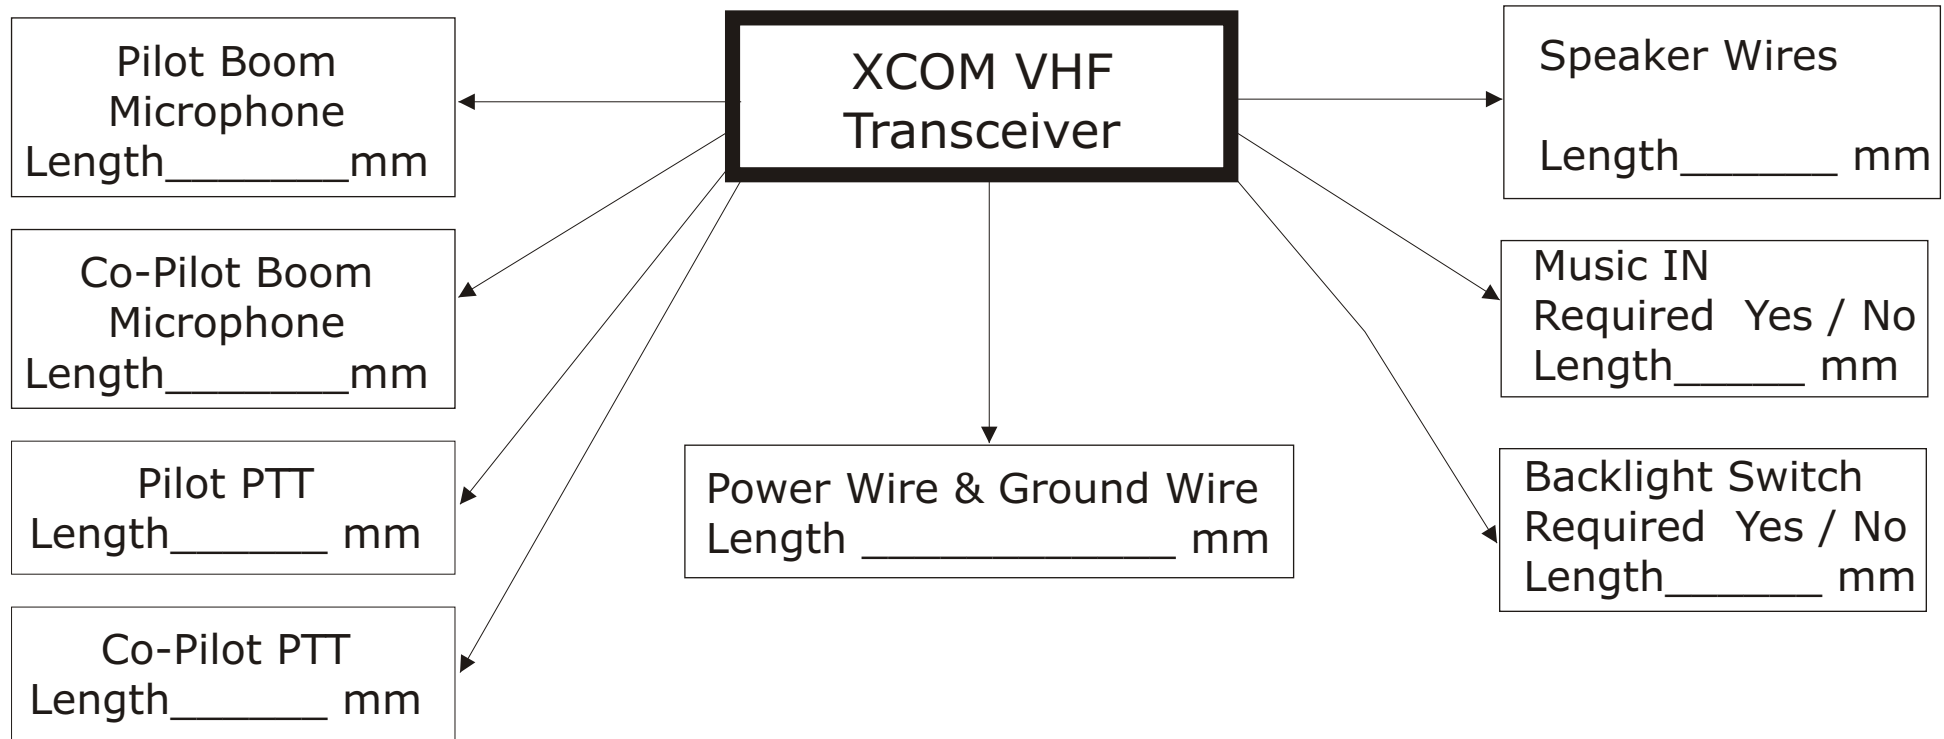 Pilot Boom
Microphone
Length_______mm
Co-Pilot Boom
Microphone
Length_______mm
Pilot PTT
Length______ mm
Co-Pilot PTT
Length______ mm
XCOM VHF
Transceiver
Power Wire & Ground Wire
Length ____________ mm
Speaker Wires
Length______ mm
Music IN
Required  Yes / No
Length_____ mm
Backlight Switch
Required  Yes / No
Length______ mm